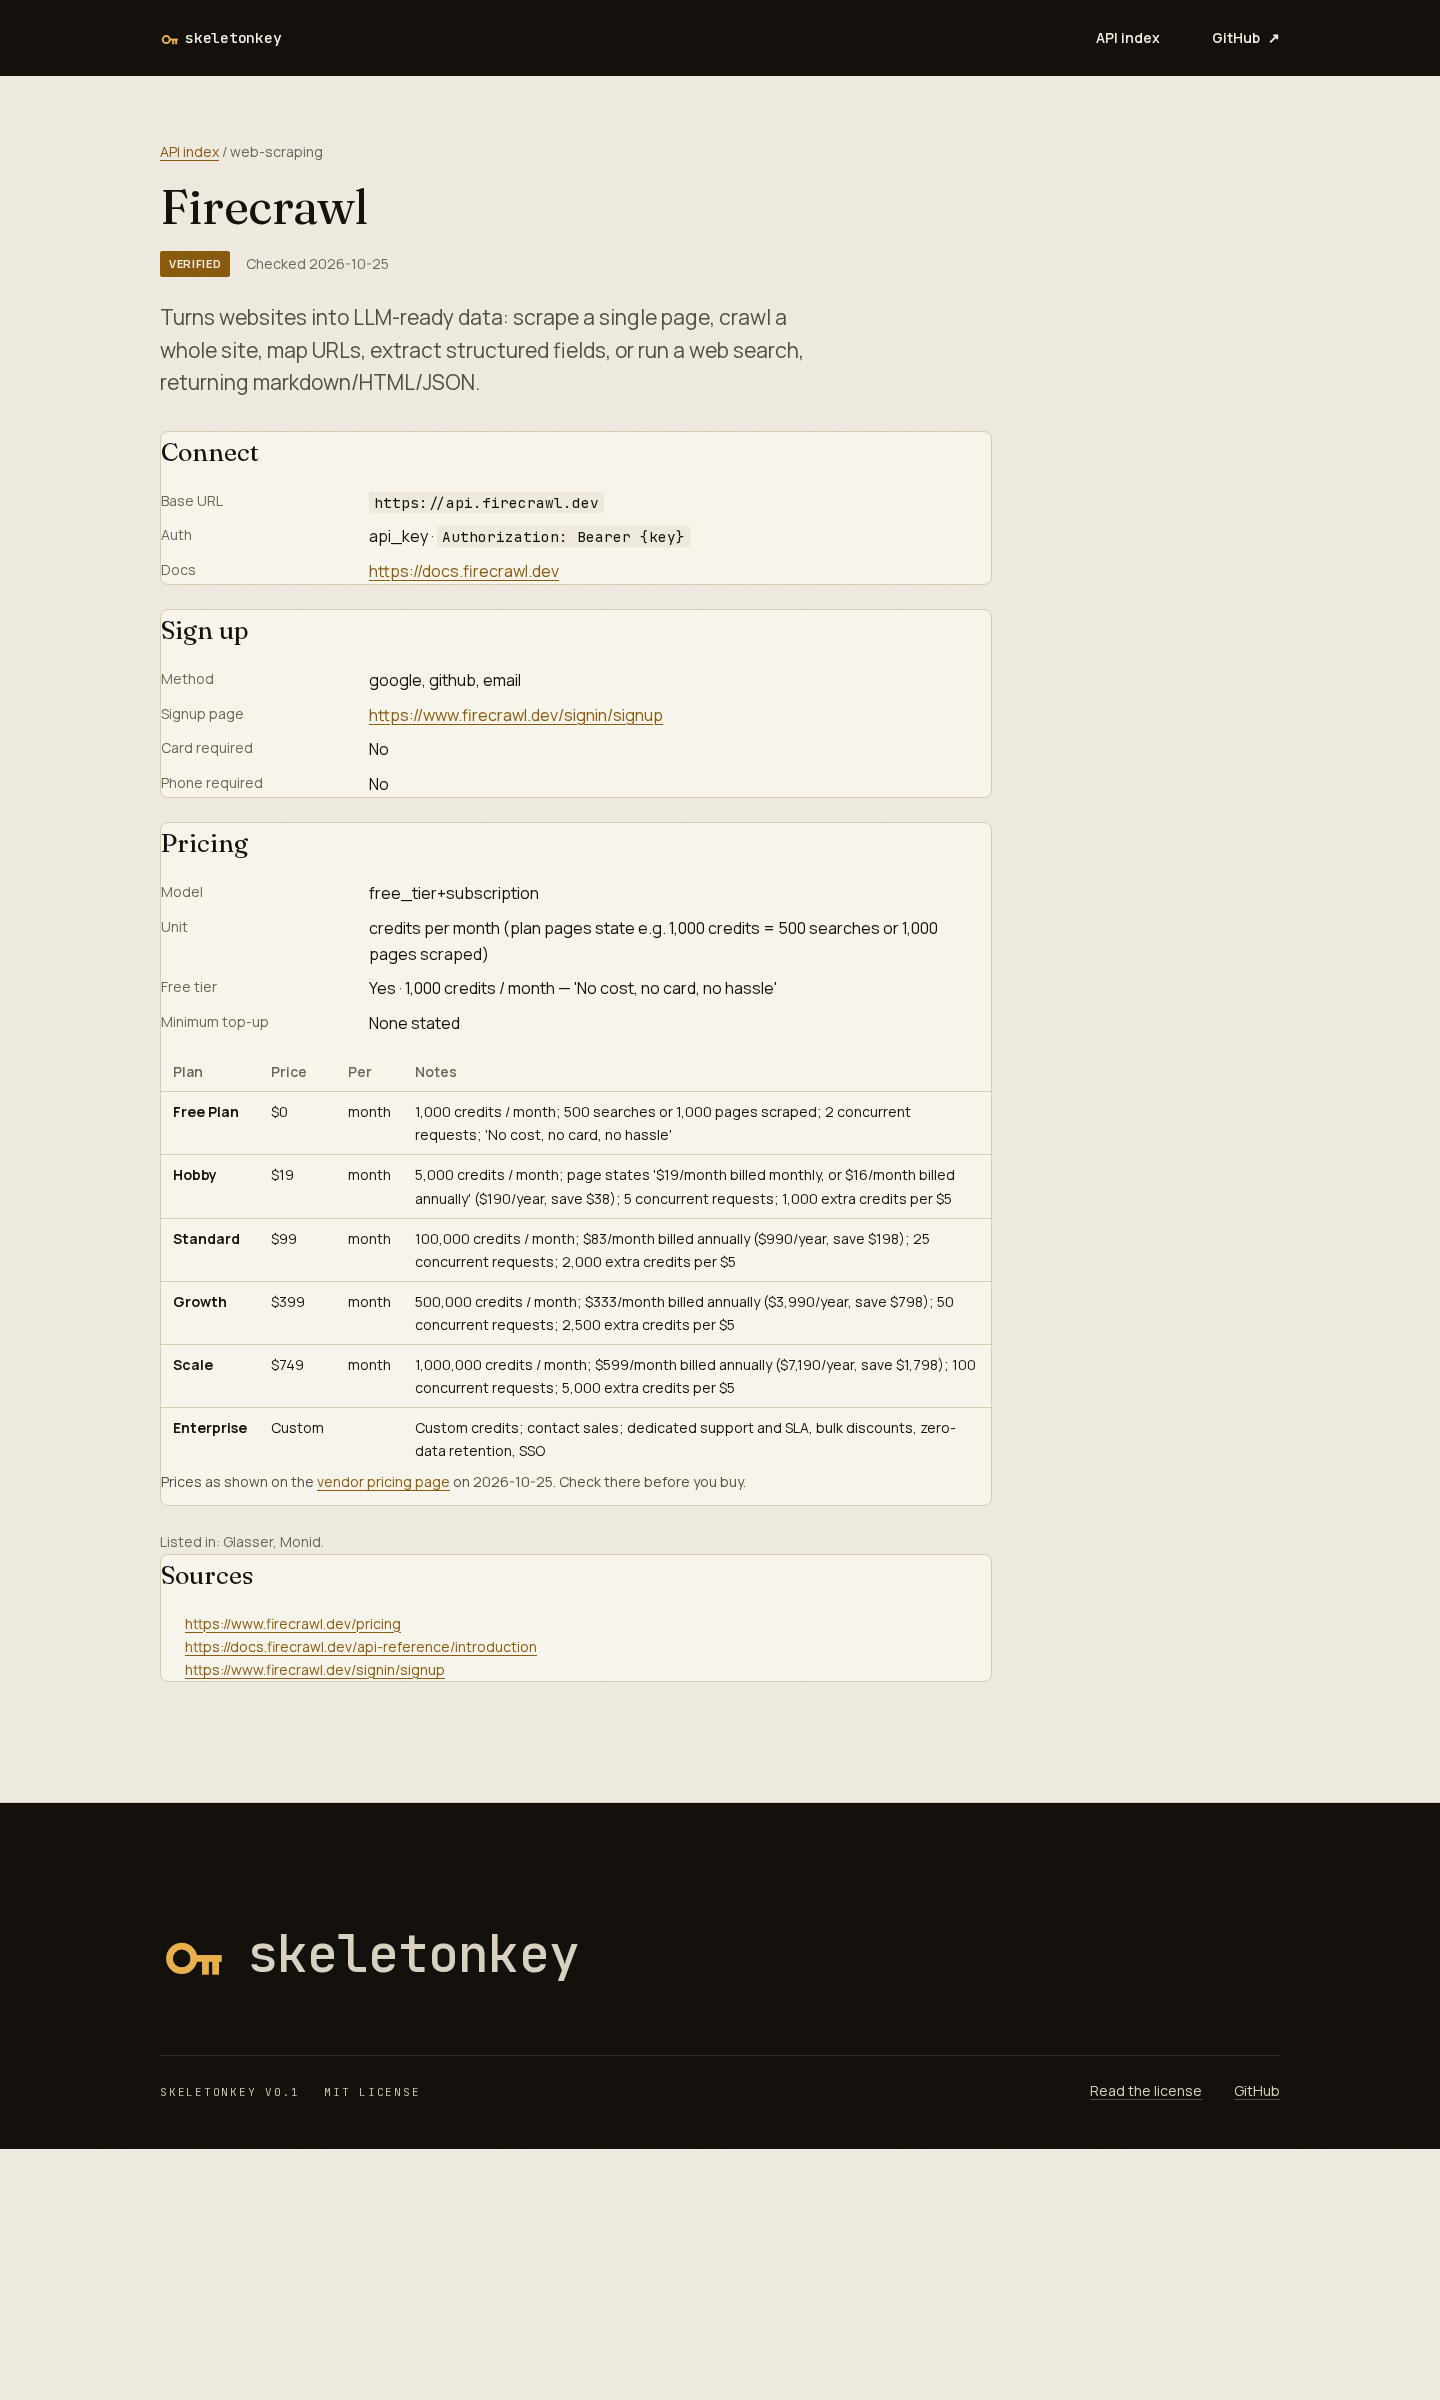 skeletonkey
API index
GitHub ↗
API index / web-scraping
Firecrawl
VERIFIED
Checked 2026-10-25
Turns websites into LLM-ready data: scrape a single page, crawl a
whole site, map URLs, extract structured fields, or run a web search,
returning markdown/HTML/JSON.
Connect
Base URL https://api.firecrawl.dev
Auth api_key · Authorization: Bearer {key}
Docs https://docs.firecrawl.dev
Sign up
Method google, github, email
Signup page https://www.firecrawl.dev/signin/signup
Card required No
Phone required No
Pricing
Model free_tier+subscription
Unit credits per month (plan pages state e.g. 1,000 credits = 500 searches or 1,000
pages scraped)
Free tier Yes · 1,000 credits / month — 'No cost, no card, no hassle'
Minimum top-up None stated
Plan Price Per Notes
Free Plan $0 month 1,000 credits / month; 500 searches or 1,000 pages scraped; 2 concurrent
requests; 'No cost, no card, no hassle'
Hobby $19 month 5,000 credits / month; page states '$19/month billed monthly, or $16/month billed
annually' ($190/year, save $38); 5 concurrent requests; 1,000 extra credits per $5
Standard $99 month 100,000 credits / month; $83/month billed annually ($990/year, save $198); 25
concurrent requests; 2,000 extra credits per $5
Growth $399 month 500,000 credits / month; $333/month billed annually ($3,990/year, save $798); 50
concurrent requests; 2,500 extra credits per $5
Scale $749 month 1,000,000 credits / month; $599/month billed annually ($7,190/year, save $1,798); 100
concurrent requests; 5,000 extra credits per $5
Enterprise Custom Custom credits; contact sales; dedicated support and SLA, bulk discounts, zero-
data retention, SSO
Prices as shown on the vendor pricing page on 2026-10-25. Check there before you buy.
Listed in: Glasser, Monid.
Sources
https://www.firecrawl.dev/pricing
https://docs.firecrawl.dev/api-reference/introduction
https://www.firecrawl.dev/signin/signup
skeletonkey
SKELETONKEY V0.1 MIT LICENSE
Read the license
GitHub